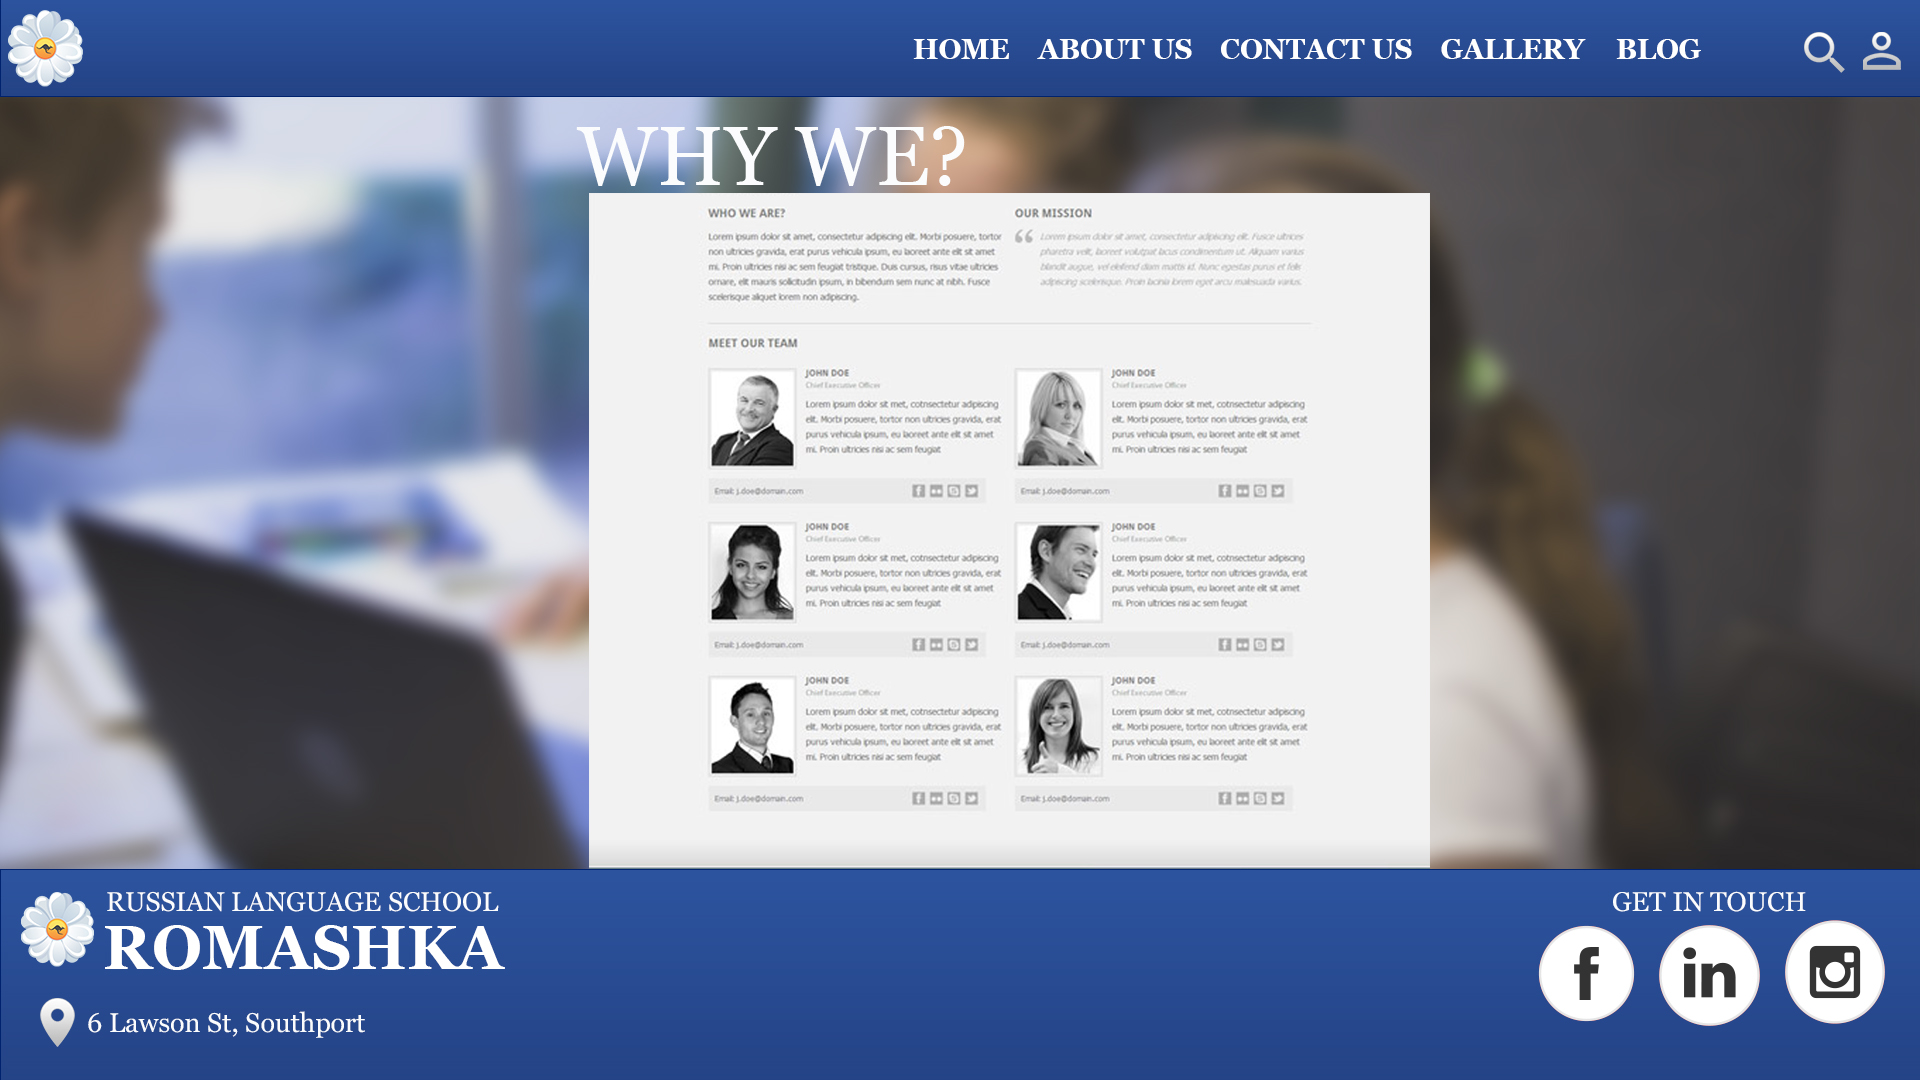 HOME ABOUT US CONTACT US GALLERY BLOG
WHY WE?
WHO WE ARE?
Lorem ipsum dolor sit amet, consectetur adipiscing elit. Morbi posuere, tortor
non ultricies gravida, erat purus vehicula ipsum, eu laoreet ante elit sit amet
mi. Proin ultricies nisi ac sem feugiat tristique. Duis cursus, risus vitae ultricies
ornare, elit mauris sollicitudin ipsum, in bibendum sem nunc at nibh. Fusce
scelerisque aliquet lorem non adipiscing.
OUR MISSION
Lorem ipsum dolor sit amet, consectetur adipiscing elit. Fusce ultrices
pharetra velit, laoreet volutpat lacus condimentum ut. Aliquam varius
blandit augue, vel eleifend diam mattis id. Nunc egestas purus et felis
adipiscing scelerisque. Proin lacinia lorem eget arcu malesuada varius.
MEET OUR TEAM
JOHN DOE
Chief Executive Officer
Lorem ipsum dolor sit met, cotnsectetur adipiscing
elit. Morbi posuere, tortor non ultricies gravida, erat
purus vehicula ipsum, eu laoreet ante elit sit amet
mi. Proin ultricies nisi ac sem feugiat
Email: j.doe@domain.com
JOHN DOE
Chief Executive Officer
Lorem ipsum dolor sit met, cotnsectetur adipiscing
elit. Morbi posuere, tortor non ultricies gravida, erat
purus vehicula ipsum, eu laoreet ante elit sit amet
mi. Proin ultricies nisi ac sem feugiat
Email: j.doe@domain.com
JOHN DOE
Chief Executive Officer
Lorem ipsum dolor sit met, cotnsectetur adipiscing
elit. Morbi posuere, tortor non ultricies gravida, erat
purus vehicula ipsum, eu laoreet ante elit sit amet
mi. Proin ultricies nisi ac sem feugiat
Email: j.doe@domain.com
JOHN DOE
Chief Executive Officer
Lorem ipsum dolor sit met, cotnsectetur adipiscing
elit. Morbi posuere, tortor non ultricies gravida, erat
purus vehicula ipsum, eu laoreet ante elit sit amet
mi. Proin ultricies nisi ac sem feugiat
Email: j.doe@domain.com
JOHN DOE
Chief Executive Officer
Lorem ipsum dolor sit met, cotnsectetur adipiscing
elit. Morbi posuere, tortor non ultricies gravida, erat
purus vehicula ipsum, eu laoreet ante elit sit amet
mi. Proin ultricies nisi ac sem feugiat
Email: j.doe@domain.com
JOHN DOE
Chief Executive Officer
Lorem ipsum dolor sit met, cotnsectetur adipiscing
elit. Morbi posuere, tortor non ultricies gravida, erat
purus vehicula ipsum, eu laoreet ante elit sit amet
mi. Proin ultricies nisi ac sem feugiat
Email: j.doe@domain.com
RUSSIAN LANGUAGE SCHOOL
ROMASHKA
6 Lawson St, Southport
GET IN TOUCH